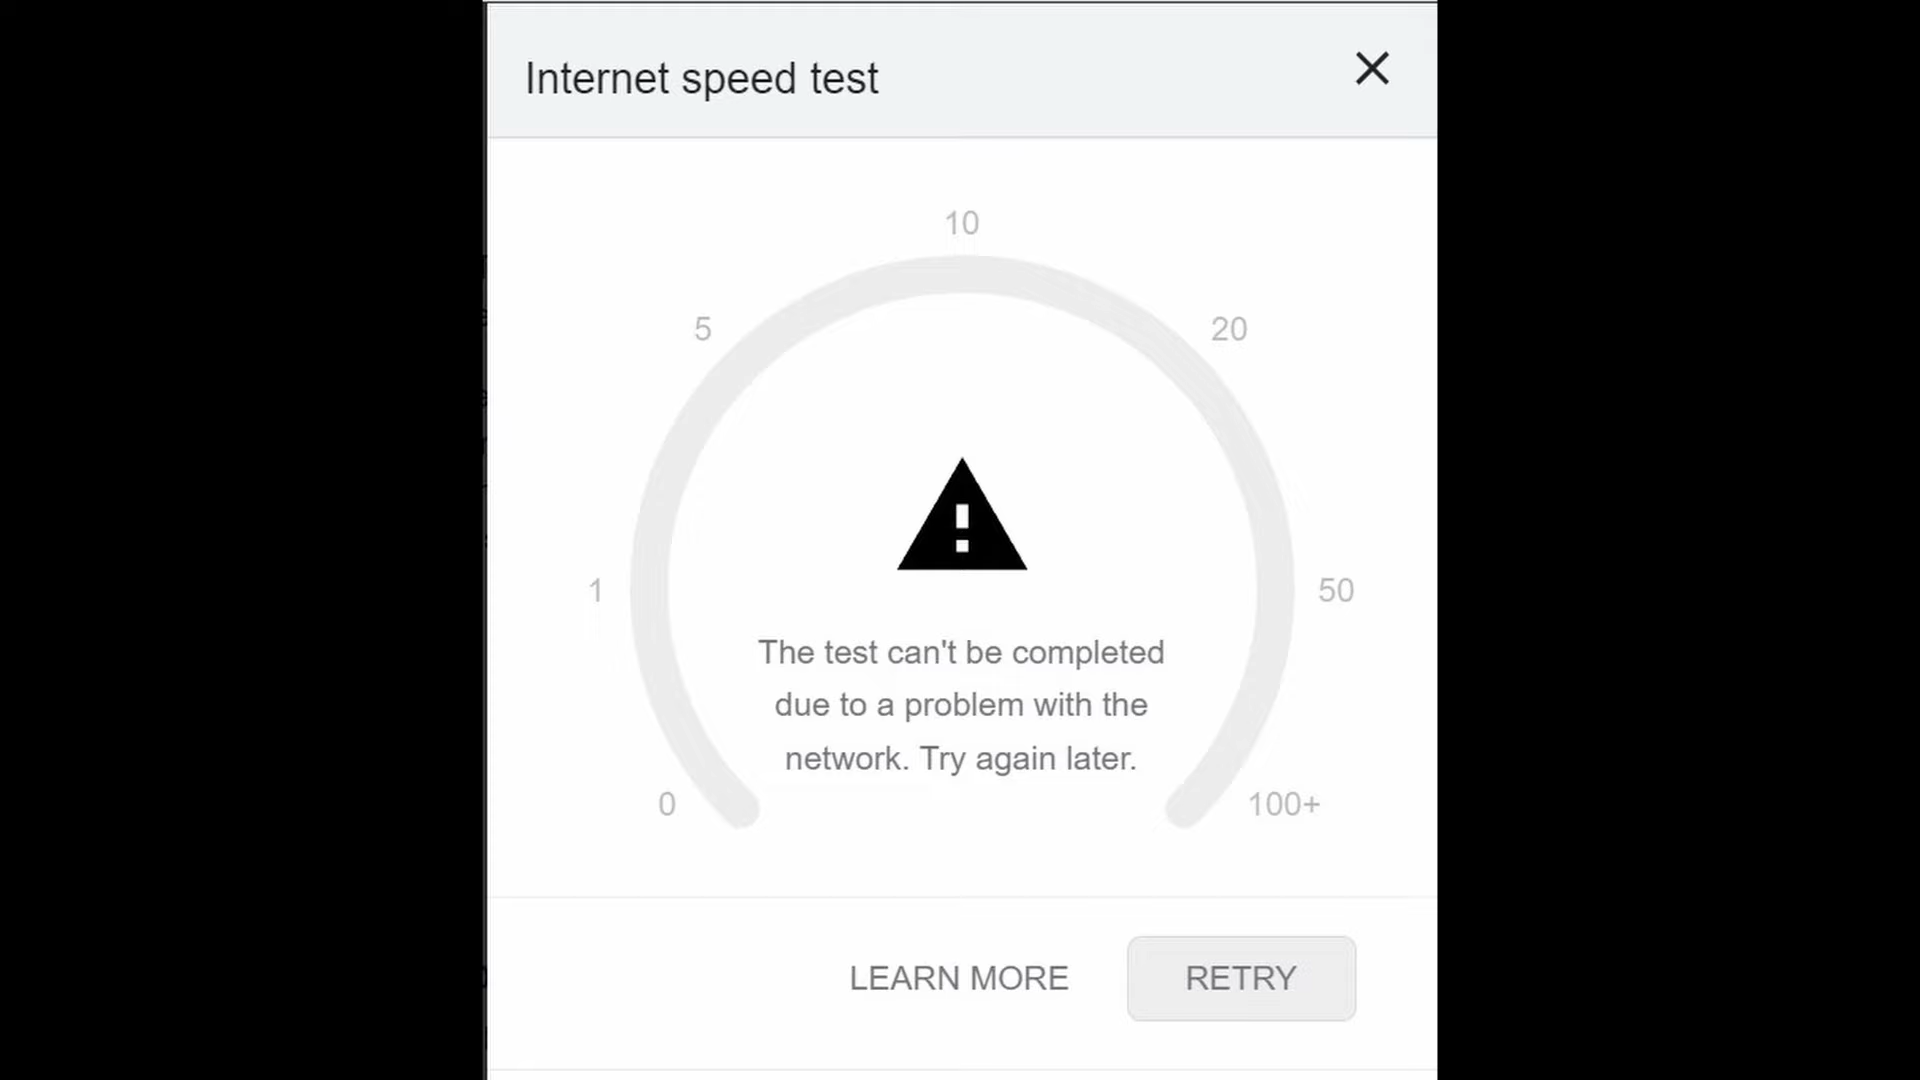 Internet speed test
10
5
20
1
50
The test can't be completed
due to a problem with the
network. Try again later.
0
100+
LEARN MORE
RETRY